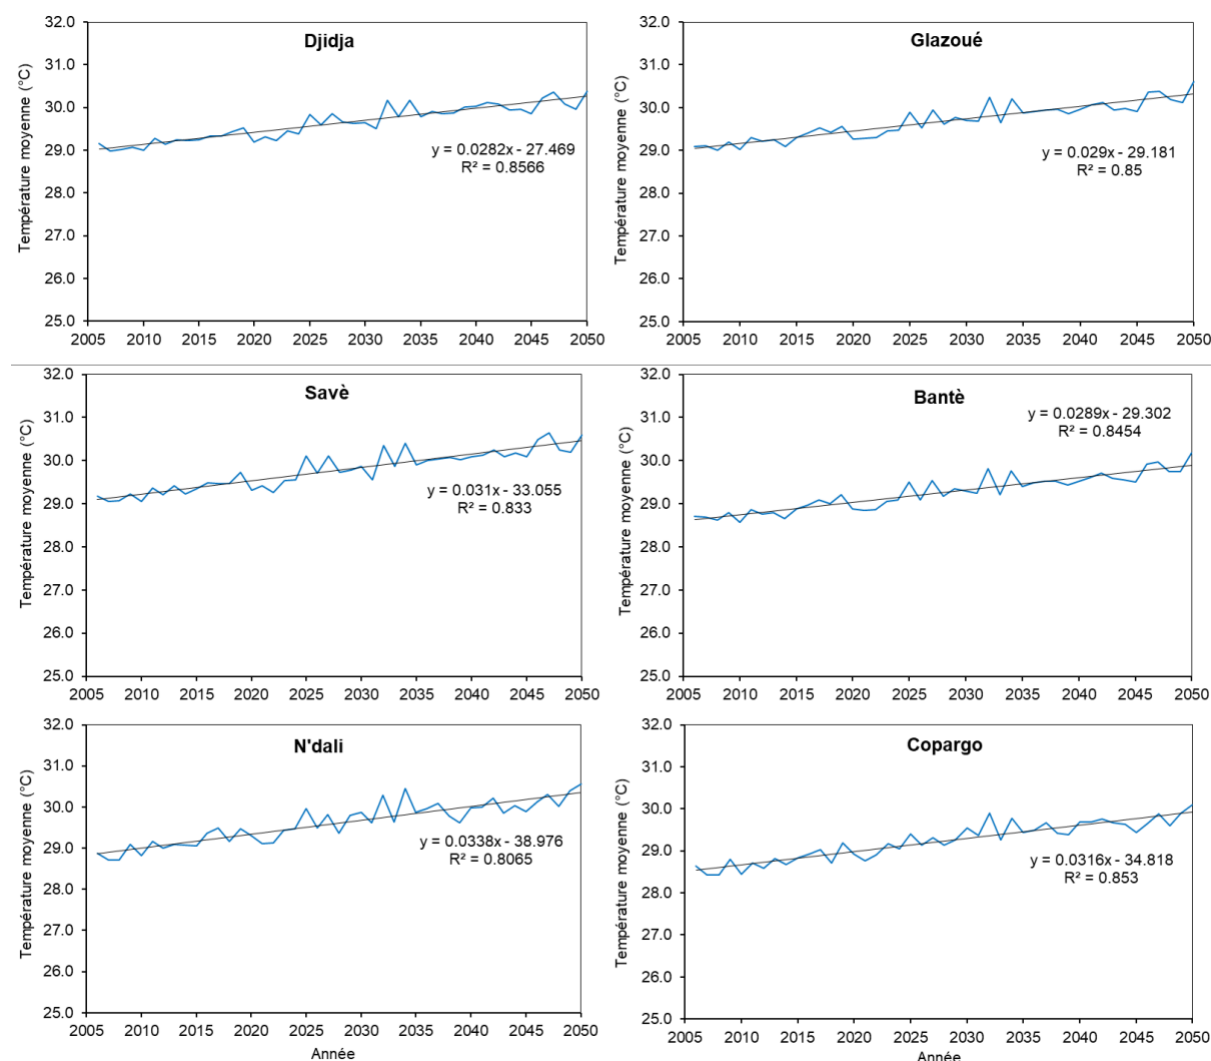 Djidja
Température moyenne (°C)
32.0
31.0
30.0
29.0
28.0
27.0
26.0
25.0
y = 0.0282x - 27.469
R² = 0.8566
2005 2010 2015 2020 2025 2030 2035 2040 2045 2050
Glazoué
Température moyenne (°C)
32.0
31.0
30.0
29.0
28.0
27.0
26.0
25.0
y = 0.029x - 29.181
R² = 0.85
2005 2010 2015 2020 2025 2030 2035 2040 2045 2050
Savè
Température moyenne (°C)
32.0
31.0
30.0
29.0
28.0
27.0
26.0
25.0
y = 0.031x - 33.055
R² = 0.833
2005 2010 2015 2020 2025 2030 2035 2040 2045 2050
Bantè
Température moyenne (°C)
32.0
31.0
30.0
29.0
28.0
27.0
26.0
25.0
y = 0.0289x - 29.302
R² = 0.8454
2005 2010 2015 2020 2025 2030 2035 2040 2045 2050
N'dali
Température moyenne (°C)
32.0
31.0
30.0
29.0
28.0
27.0
26.0
25.0
y = 0.0338x - 38.976
R² = 0.8065
2005 2010 2015 2020 2025 2030 2035 2040 2045 2050
Année
Copargo
Température moyenne (°C)
32.0
31.0
30.0
29.0
28.0
27.0
26.0
25.0
y = 0.0316x - 34.818
R² = 0.853
2005 2010 2015 2020 2025 2030 2035 2040 2045 2050
Année